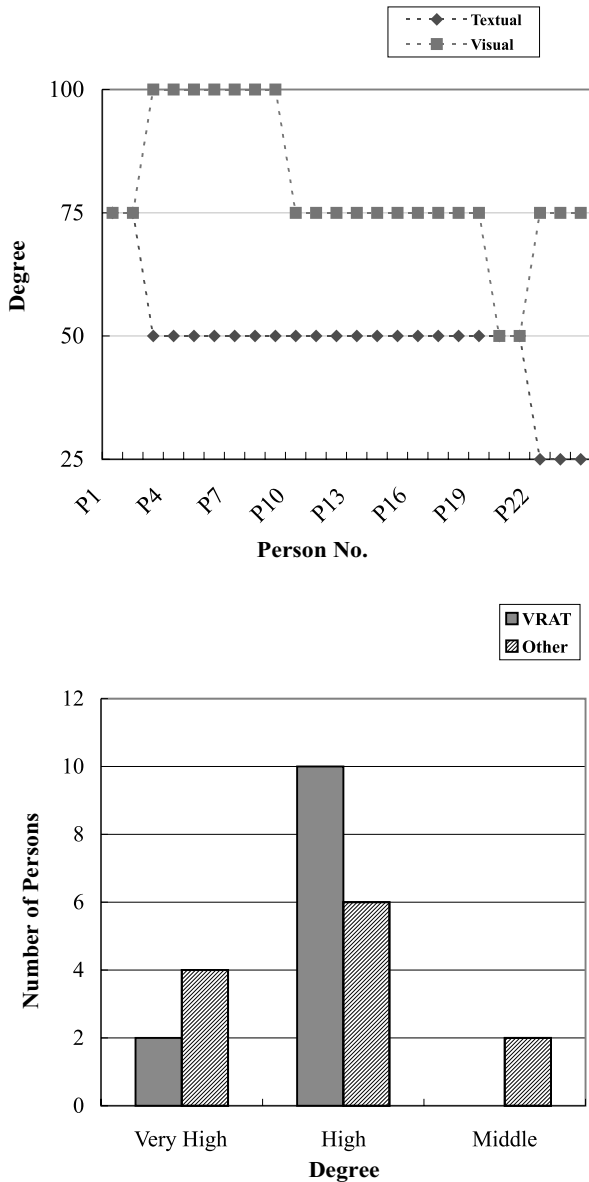 Textual
Visual
100
75
50
25
Degree
P1 P4 P7 P10 P13 P16 P19 P22
Person No.
VRAT
Other
12
10
8
6
4
2
0
Number of Persons
Very High High Middle
Degree